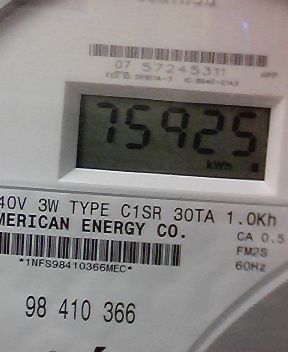 07 57245311
75925
kWh
40V 3W TYPE C1SR 30TA 1.0Kh
MERICAN ENERGY CO.
CA 0.5
FM2S
60Hz
*1NFS98410366MEC*
98 410 366